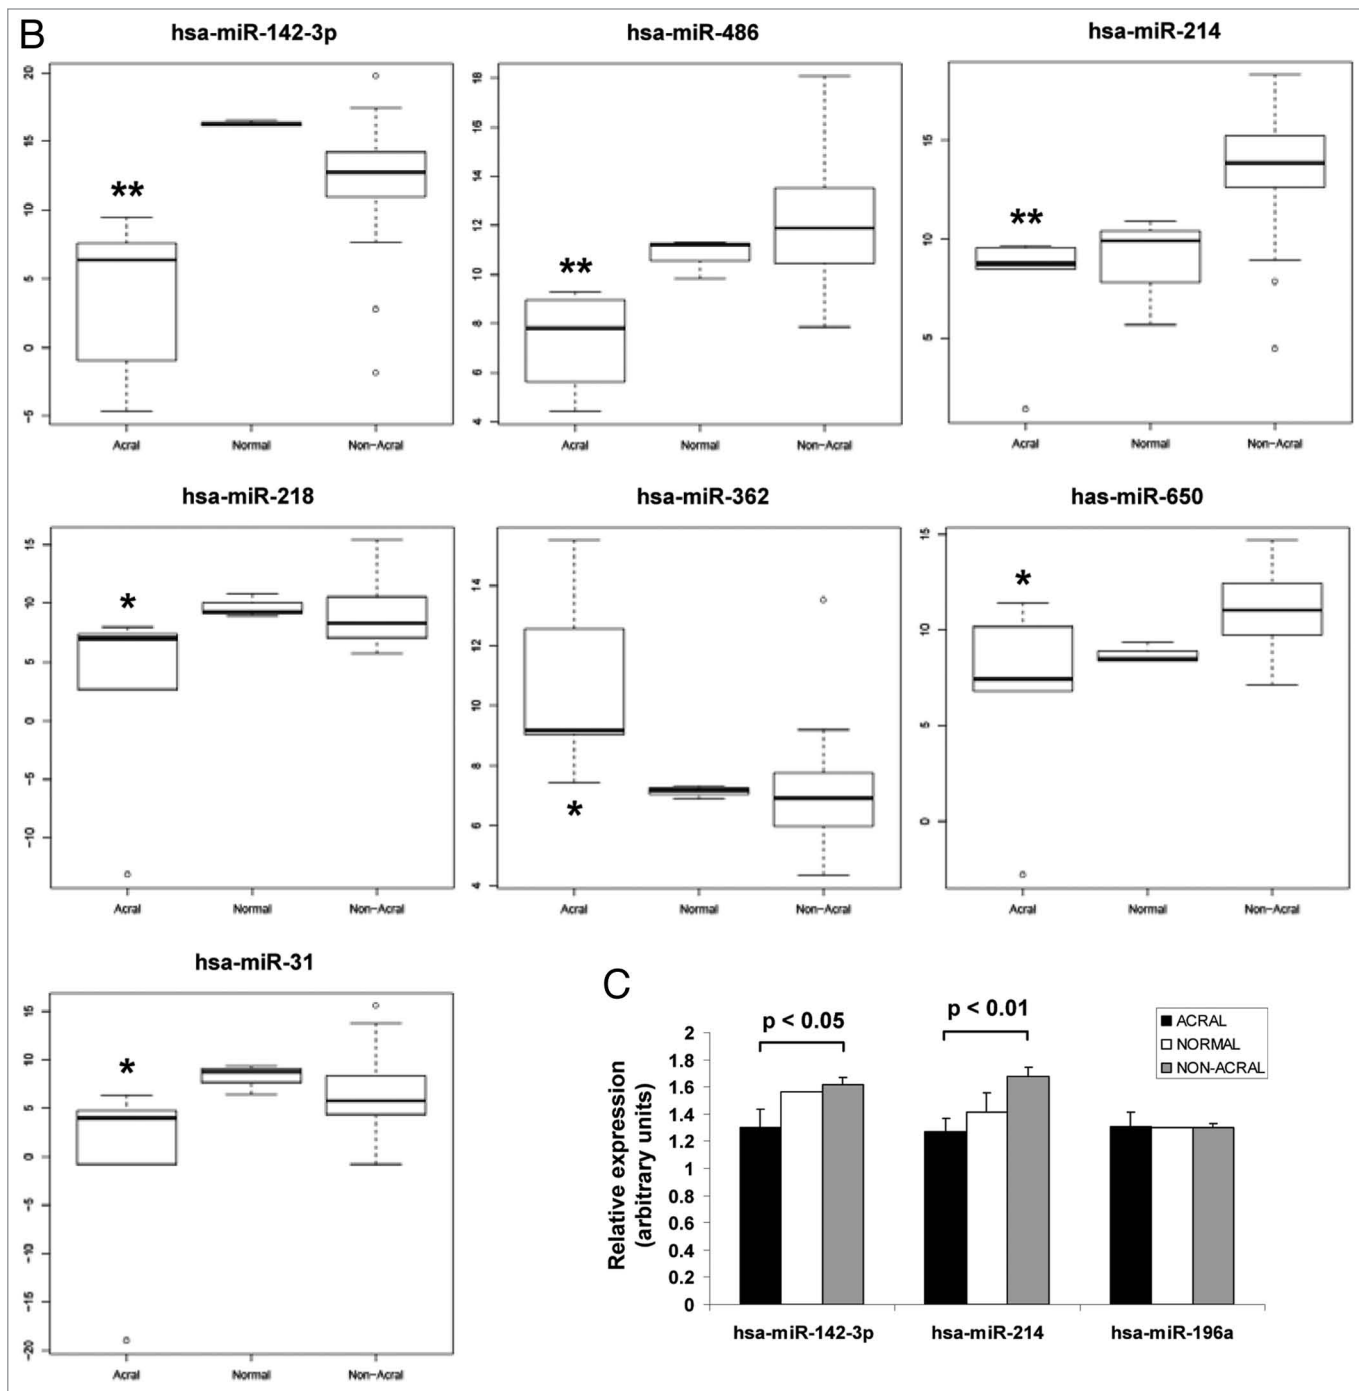 B
hsa-miR-142-3p
20
15
10
5
0
-5
**
Acral Normal Non-Acral
hsa-miR-486
18
16
14
12
10
8
6
4
**
Acral Normal Non-Acral
hsa-miR-214
15
10
5
**
Acral Normal Non-Acral
hsa-miR-218
15
10
5
0
-5
-10
*
Acral Normal Non-Acral
hsa-miR-362
14
12
10
8
6
4
*
Acral Normal Non-Acral
has-miR-650
15
10
5
0
*
Acral Normal Non-Acral
hsa-miR-31
15
10
5
0
-5
-10
-15
-20
*
Acral Normal Non-Acral
C
p < 0.05
p < 0.01
ACRAL
NORMAL
NON-ACRAL
Relative expression
(arbitrary units)
2
1.8
1.6
1.4
1.2
1
0.8
0.6
0.4
0.2
0
hsa-miR-142-3p hsa-miR-214 hsa-miR-196a